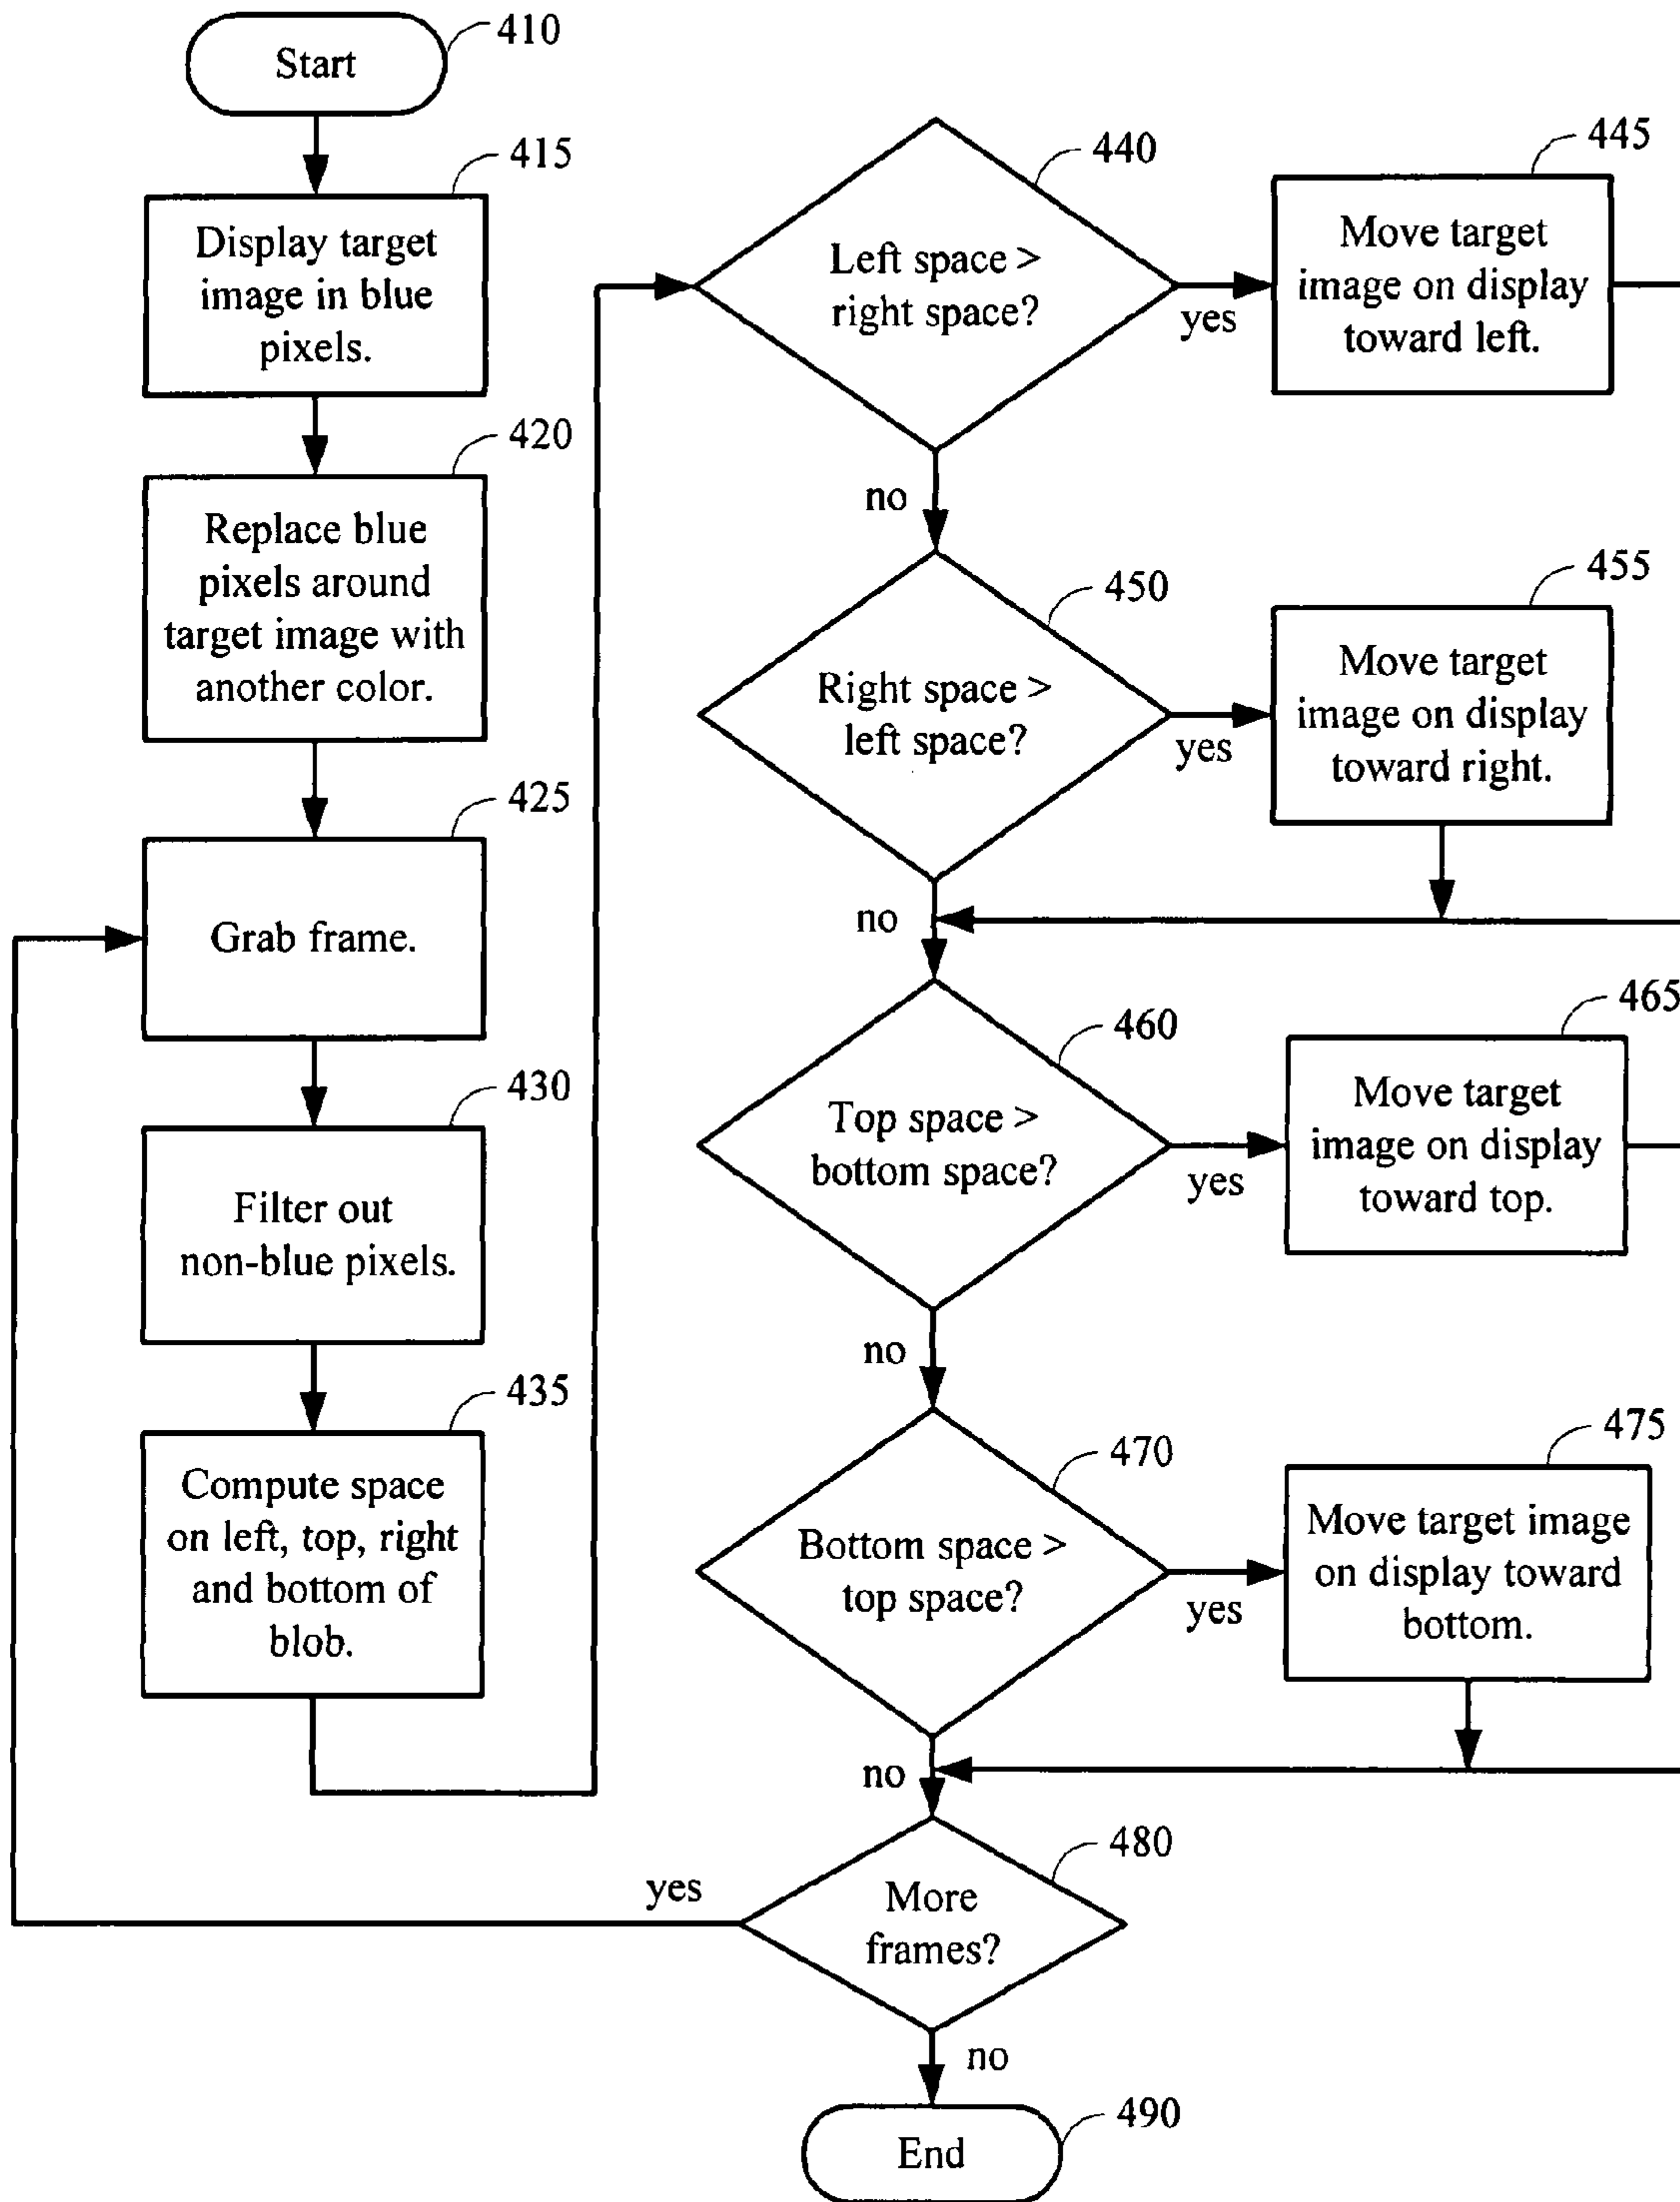 410
Start
415
Display target
image in blue
pixels.
420
Replace blue
pixels around
target image with
another color.
425
Grab frame.
430
Filter out
non-blue pixels.
435
Compute space
on left, top, right
and bottom of
blob.
440
Left space >
right space?
yes
no
445
Move target
image on display
toward left.
450
Right space >
left space?
yes
no
455
Move target
image on display
toward right.
460
Top space >
bottom space?
yes
no
465
Move target
image on display
toward top.
470
Bottom space >
top space?
yes
no
475
Move target image
on display toward
bottom.
480
More
frames?
yes
no
490
End